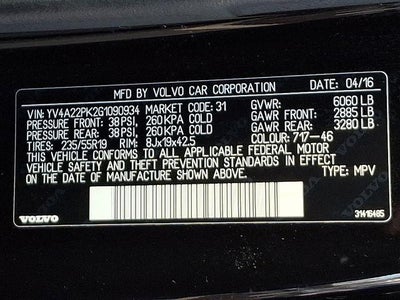 MFD BY VOLVO CAR CORPORATION DATE: 04/16
VIN: YV4A22PK2G1090934 MARKET CODE: 31 GVWR: 6060 LB
PRESSURE FRONT: 38 PSI, 260 KPA COLD GAWR FRONT: 2885 LB
PRESSURE REAR: 38 PSI, 260 KPA COLD GAWR REAR: 3280 LB
TIRES: 235/55R19 RIM: 8Jx19x42.5 COLOUR: 717-46
THIS VEHICLE CONFORMS TO ALL APPLICABLE FEDERAL MOTOR
VEHICLE SAFETY AND THEFT PREVENTION STANDARDS IN EFFECT
ON THE DATE OF MANUFACTURE SHOWN ABOVE. TYPE: MPV
VOLVO 31416485